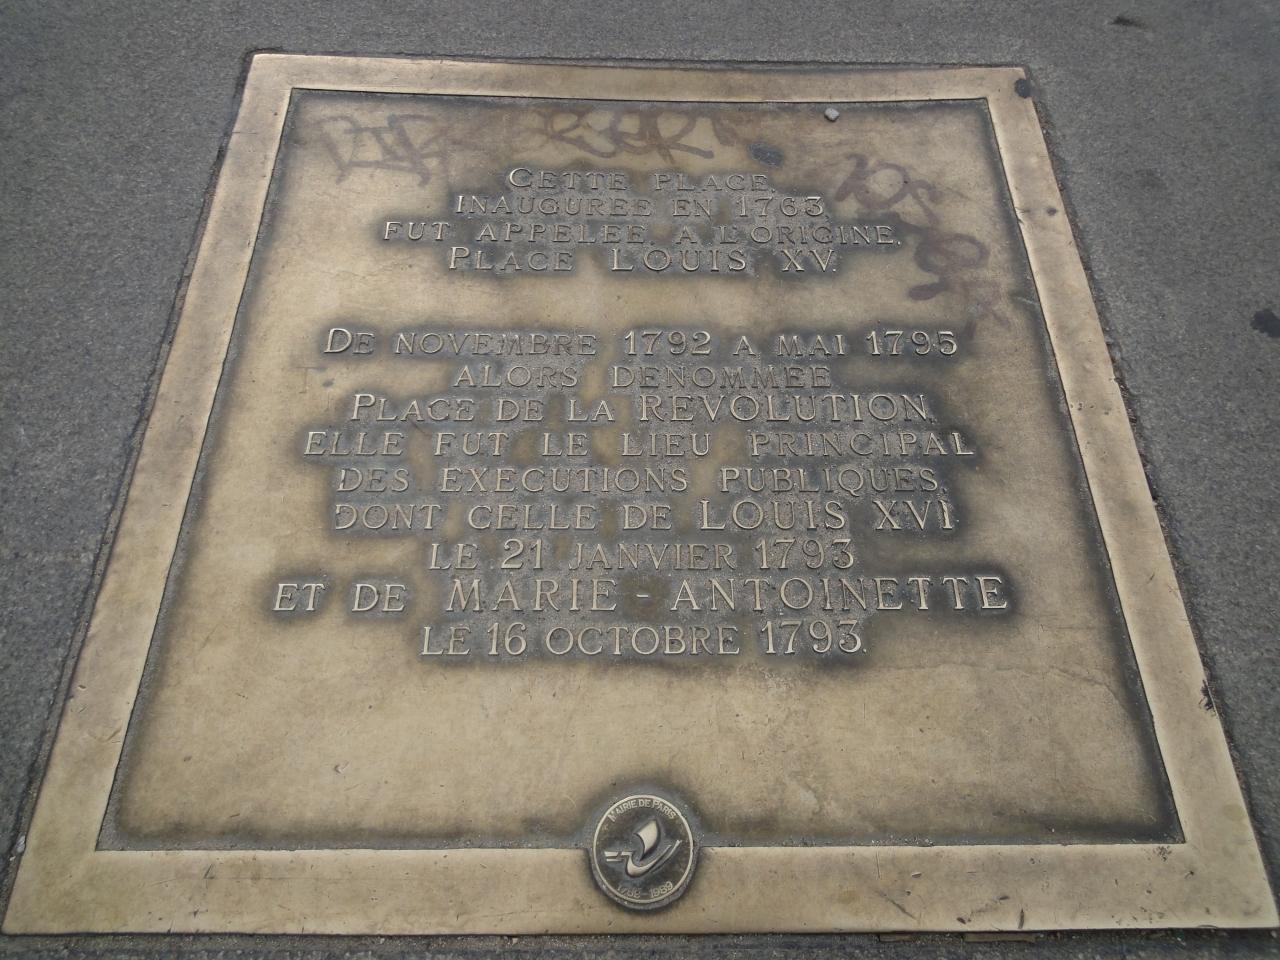 CETTE PLACE,
INAUGUREE EN 1763,
FUT APPELEE A L'ORIGINE
PLACE LOUIS XV.
DE NOVEMBRE 1792 A MAI 1795
ALORS DENOMMEE
PLACE DE LA REVOLUTION
ELLE FUT LE LIEU PRINCIPAL
DES EXECUTIONS PUBLIQUES,
DONT CELLE DE LOUIS XVI
LE 21 JANVIER 1793
ET DE MARIE - ANTOINETTE
LE 16 OCTOBRE 1793.
MAIRIE DE PARIS
1789-1989